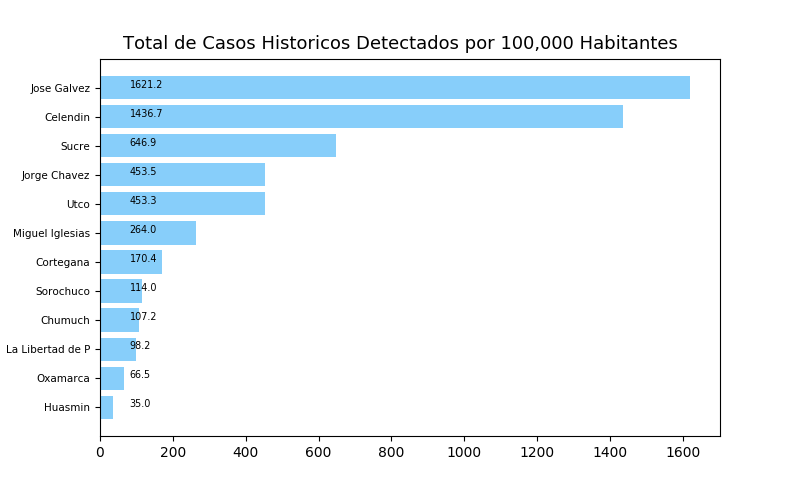 Total de Casos Historicos Detectados por 100,000 Habitantes
Jose Galvez 1621.2
Celendin 1436.7
Sucre 646.9
Jorge Chavez 453.5
Utco 453.3
Miguel Iglesias 264.0
Cortegana 170.4
Sorochuco 114.0
Chumuch 107.2
La Libertad de P 98.2
Oxamarca 66.5
Huasmin 35.0
0 200 400 600 800 1000 1200 1400 1600